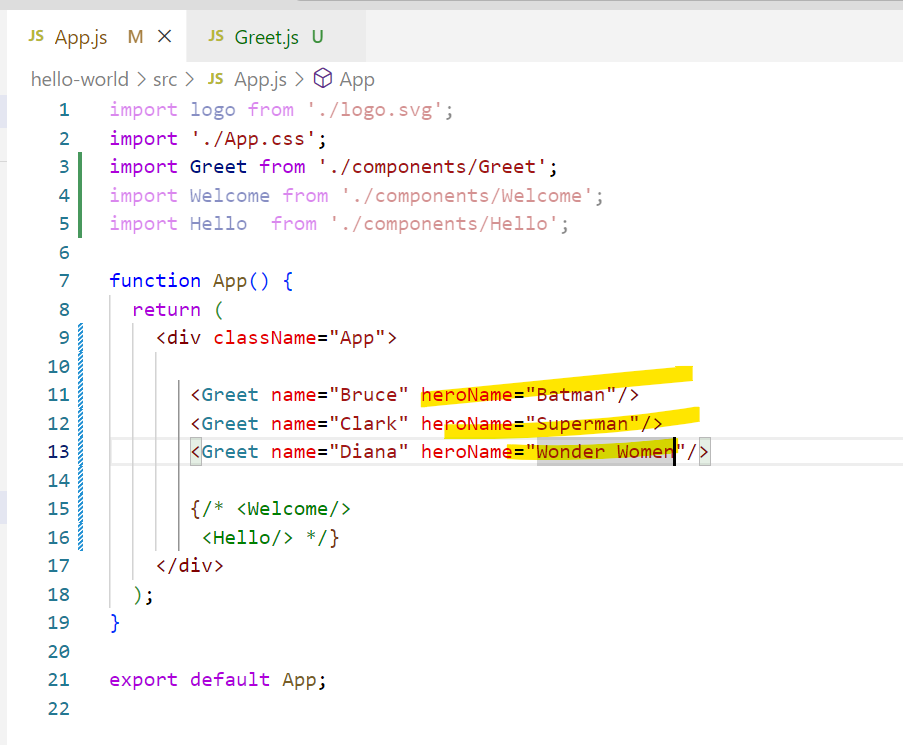 JS App.js M × JS Greet.js U
hello-world > src > JS App.js > App
1 import logo from './logo.svg';
2 import './App.css';
3 import Greet from './components/Greet';
4 import Welcome from './components/Welcome';
5 import Hello  from './components/Hello';
6
7 function App() {
8   return (
9     <div className="App">
10
11        <Greet name="Bruce" heroName="Batman"/>
12        <Greet name="Clark" heroName="Superman"/>
13        <Greet name="Diana" heroName="Wonder Women"/>
14
15        {/* <Welcome/>
16         <Hello/> */}
17     </div>
18   );
19 }
20
21 export default App;
22